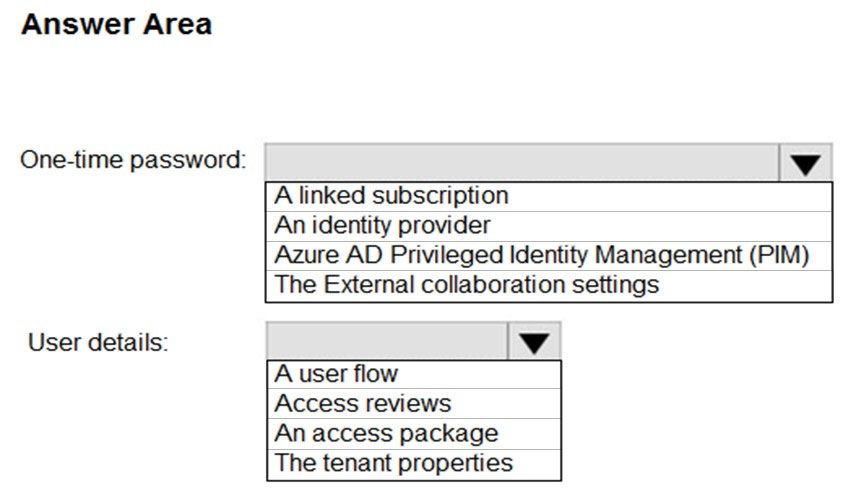 Answer Area
One-time password:
A linked subscription
An identity provider
Azure AD Privileged Identity Management (PIM)
The External collaboration settings
User details:
A user flow
Access reviews
An access package
The tenant properties